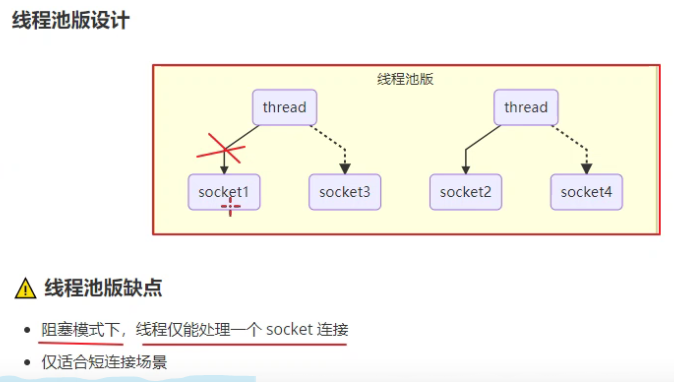 线程池版设计
线程池版
thread
thread
socket1
socket3
socket2
socket4
线程池版缺点
阻塞模式下，线程仅能处理一个 socket 连接
仅适合短连接场景